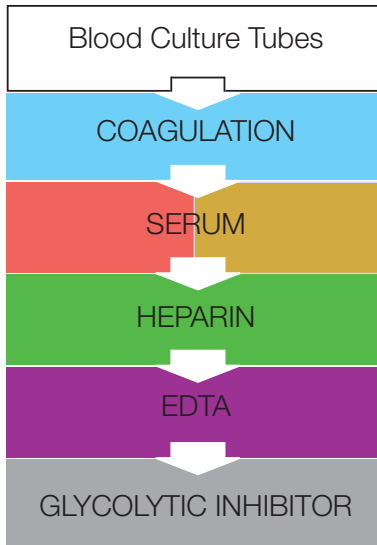 Blood Culture Tubes
COAGULATION
SERUM
HEPARIN
EDTA
GLYCOLYTIC INHIBITOR